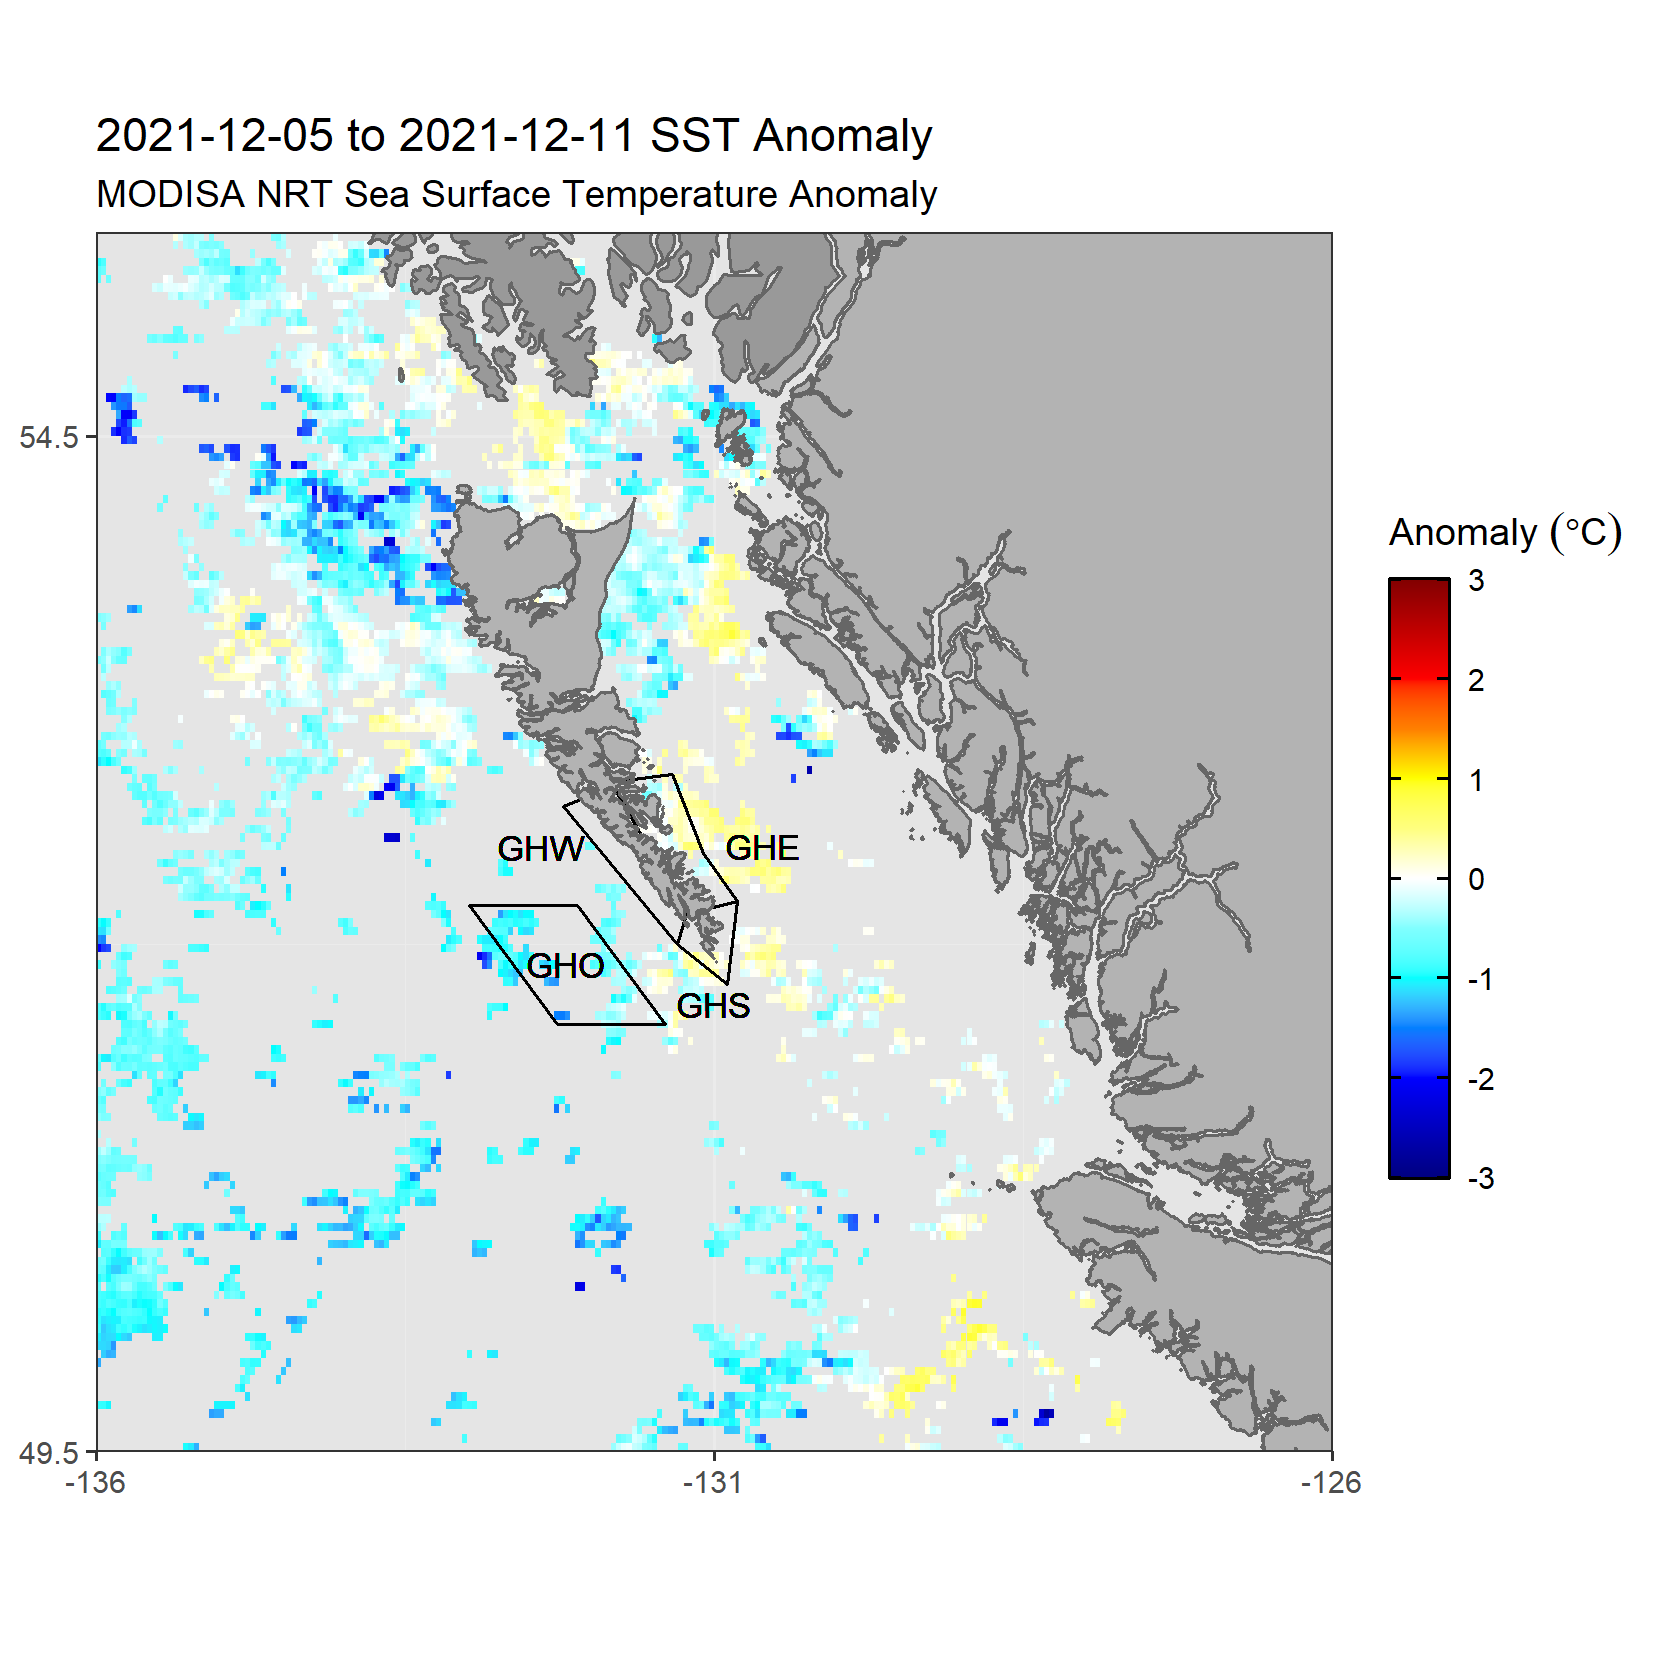 2021-12-05 to 2021-12-11 SST Anomaly
MODISA NRT Sea Surface Temperature Anomaly
54.5
49.5
-136
-131
-126
GHW
GHE
GHO
GHS
Anomaly (°C)
3
2
1
0
-1
-2
-3